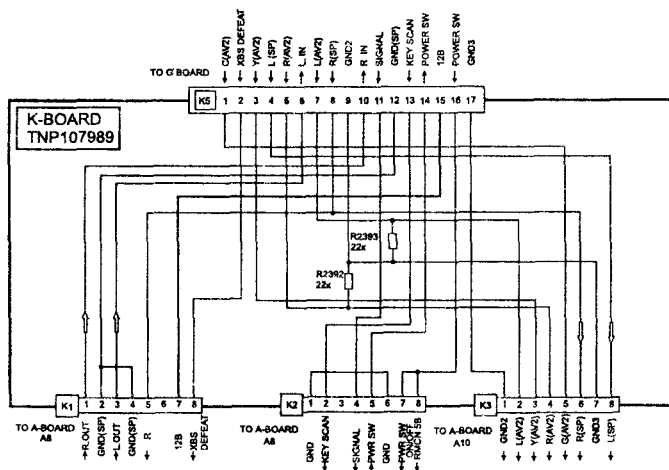 C(AV2)
XBS DEFEAT
Y(AV2)
L (SP)
R(AV2)
L. IN
L(AV2)
R(SP)
GND2
R IN
SIGNAL
GND(SP)
KEY SCAN
POWER SW
12B
POWER SW
GND3
TO G BOARD
K5
1 2 3 4 5 6 7 8 9 10 11 12 13 14 15 16 17
K-BOARD
TNP107989
R2393
22k
R2392
22k
K1
1 2 3 4 5 6 7 8
TO A-BOARD
A8
R.OUT
GND(SP)
L.OUT
GND(SP)
R
12B
XBS
DEFEAT
K2
1 2 3 4 5 6 7 8
TO A-BOARD
A6
GND
KEY SCAN
SIGNAL
PWR SW
GND
PWR SW
ON/OFF
RMCN 5B
K3
1 2 3 4 5 6 7 8
TO A-BOARD
A10
GND2
L(AV2)
Y(AV2)
R(AV2)
R(SP)
GND3
L(SP)